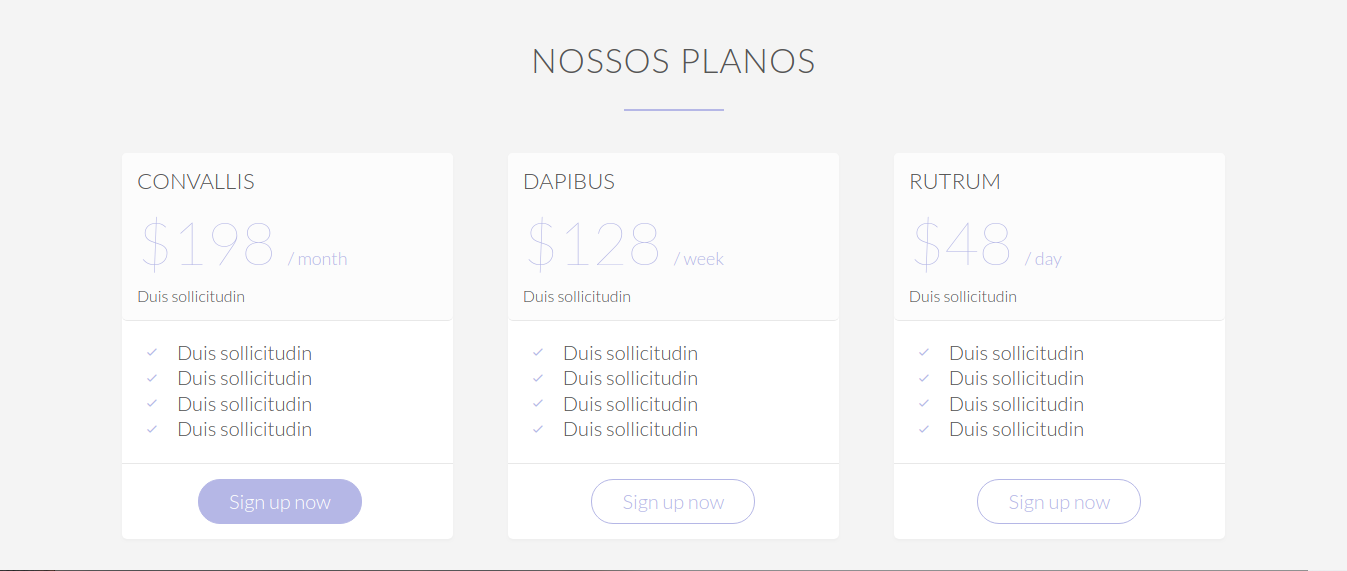 NOSSOS PLANOS
CONVALLIS
$198 / month
Duis sollicitudin
Duis sollicitudin
Duis sollicitudin
Duis sollicitudin
Duis sollicitudin
Sign up now
DAPIBUS
$128 / week
Duis sollicitudin
Duis sollicitudin
Duis sollicitudin
Duis sollicitudin
Duis sollicitudin
Sign up now
RUTRUM
$48 / day
Duis sollicitudin
Duis sollicitudin
Duis sollicitudin
Duis sollicitudin
Duis sollicitudin
Sign up now